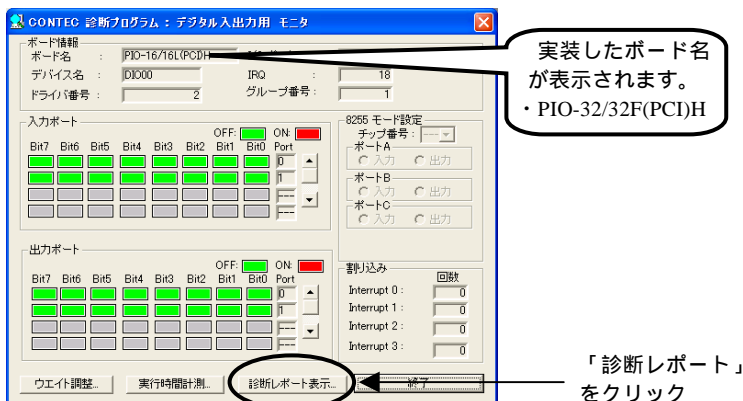 CONTEC 診断プログラム : デジタル入出力用 モニタ
ボード情報
ボード名 : PIO-16/16L(PCI)H
デバイス名 : DIO00 IRQ : 18
ドライバ番号 : 2 グループ番号 : 1
実装したボード名
が表示されます。
・PIO-32/32F(PCI)H
入力ポート
OFF: ON:
Bit7 Bit6 Bit5 Bit4 Bit3 Bit2 Bit1 Bit0 Port
0
1
---
---
8255 モード設定
チップ番号 : ---
ポートA
入力 出力
ポートB
入力 出力
ポートC
入力 出力
出力ポート
OFF: ON:
Bit7 Bit6 Bit5 Bit4 Bit3 Bit2 Bit1 Bit0 Port
0
1
---
---
割り込み
回数
Interrupt 0 : 0
Interrupt 1 : 0
Interrupt 2 : 0
Interrupt 3 : 0
ウエイト調整... 実行時間計測... 診断レポート表示... 終了
「診断レポート」
をクリック